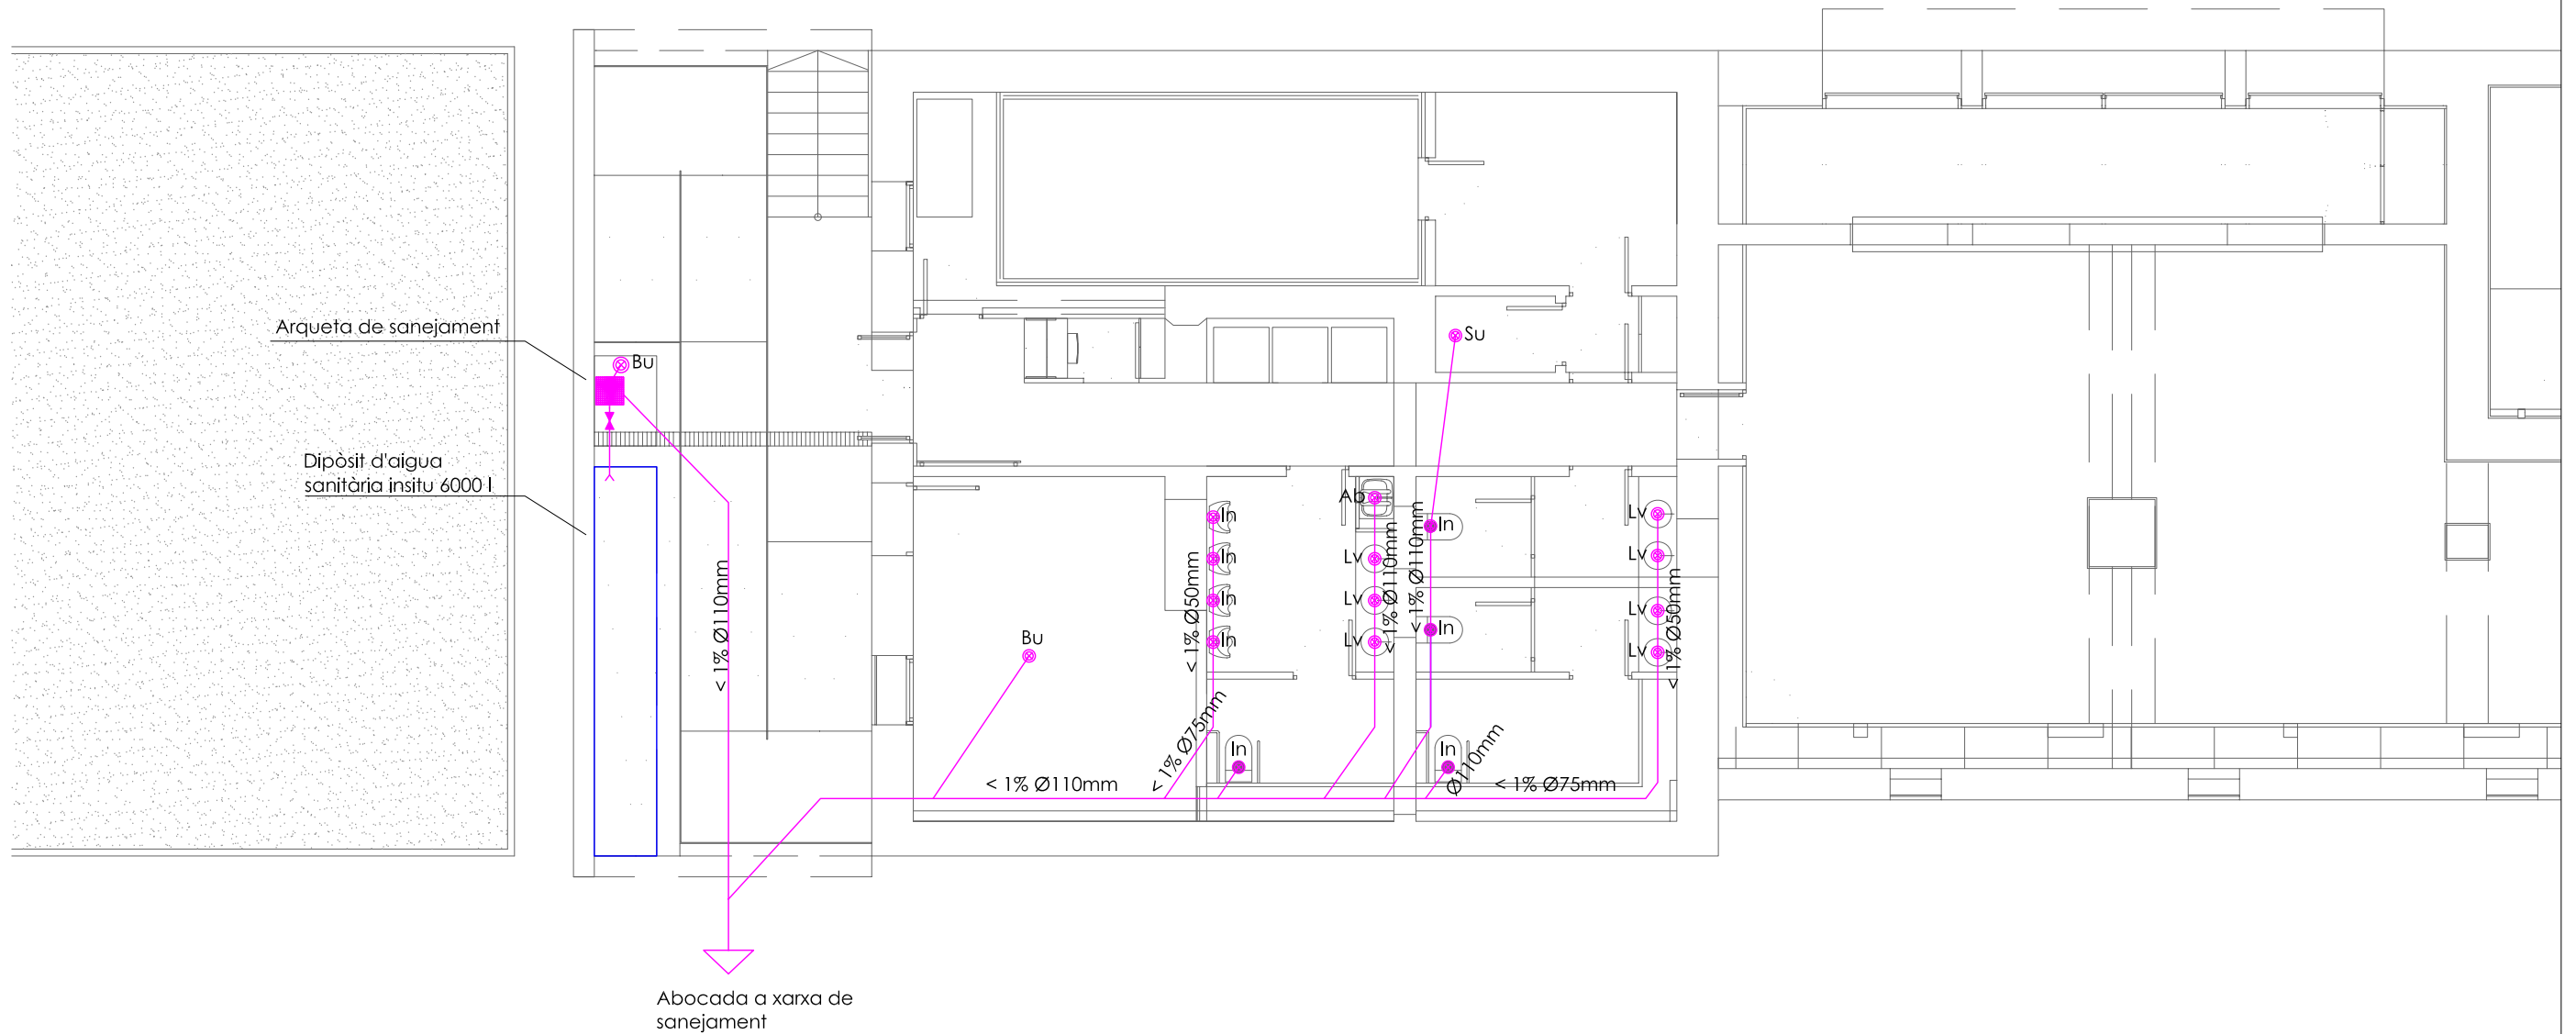 Arqueta de sanejament
Bu
Su
Dipòsit d'aigua
sanitària insitu 6000 l
Ab
In
In
In
In
In
In
Lv
Lv
Lv
Lv
Lv
Lv
Lv
Bu
< 1% Ø110mm
< 1% Ø50mm
< 1% Ø110mm
< 1% Ø110mm
< 1% Ø50mm
< 1% Ø75mm
In
In
Ø110mm
< 1% Ø110mm
< 1% Ø75mm
Abocada a xarxa de
sanejament